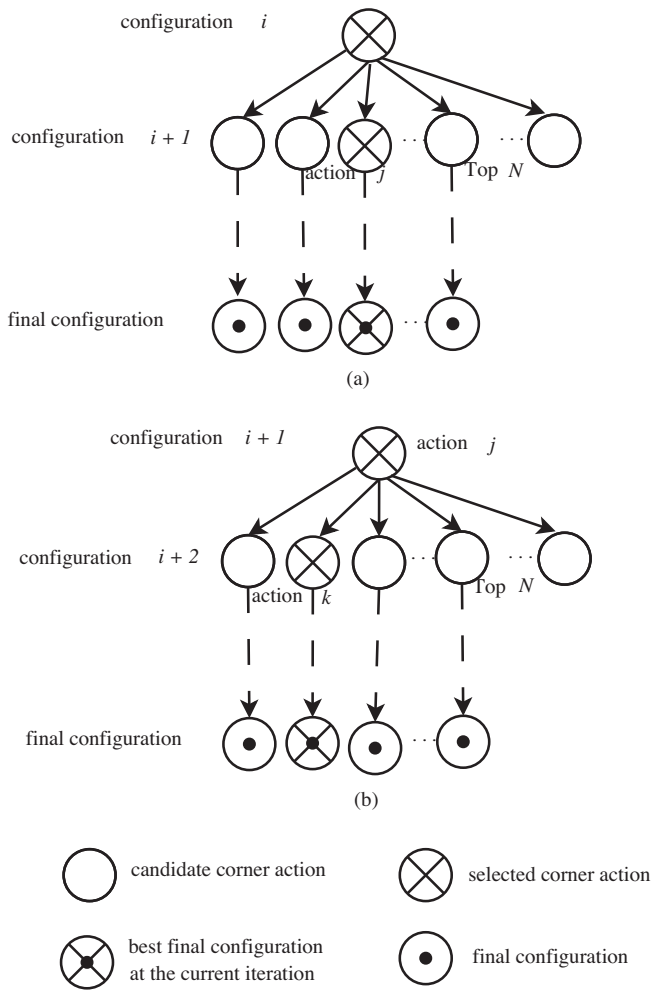 configuration i
configuration i + 1
action j
Top N
final configuration
(a)
configuration i + 1
action j
configuration i + 2
action k
Top N
final configuration
(b)
candidate corner action
selected corner action
best final configuration
at the current iteration
final configuration